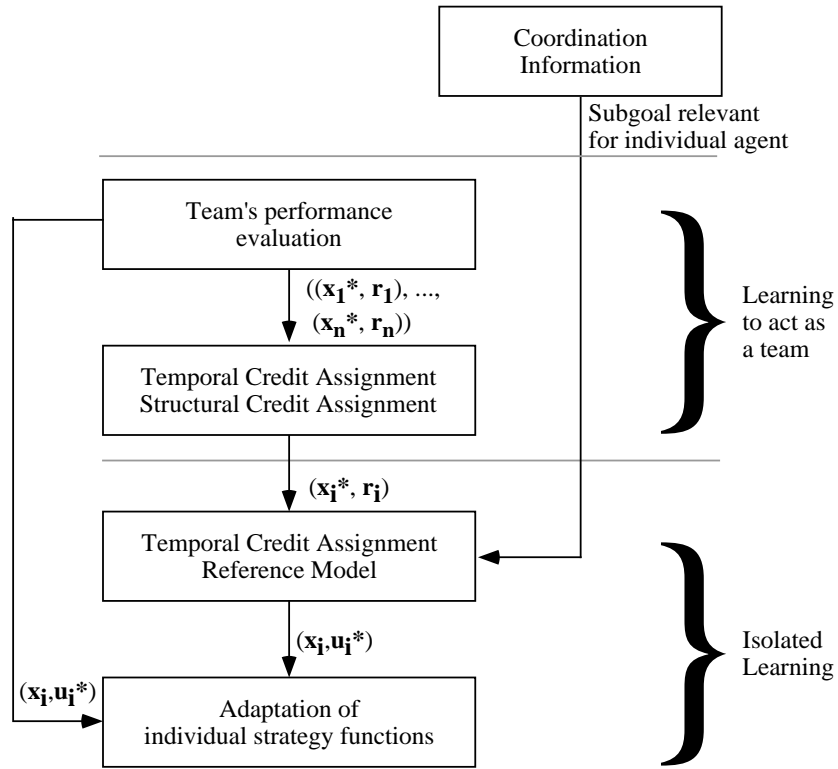 Coordination
Information
Subgoal relevant
for individual agent
Team's performance
evaluation
((x1*, r1), ...,
(xn*, rn))
Learning
to act as
a team
Temporal Credit Assignment
Structural Credit Assignment
(xi*, ri)
Temporal Credit Assignment
Reference Model
(xi,ui*)
Isolated
Learning
(xi,ui*)
Adaptation of
individual strategy functions